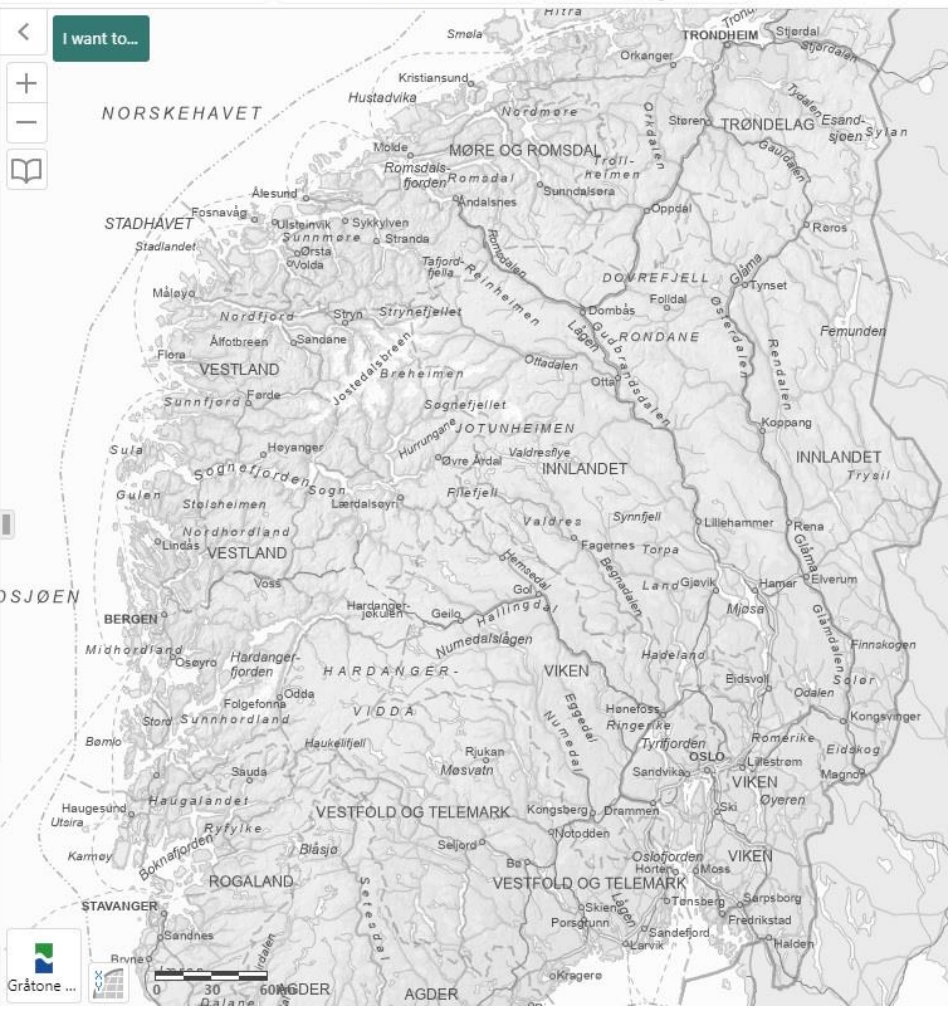 Hitra
Smøla
Trond
TRONDHEIM
Stjørdal
I want to...
Stjørdalen
Orkanger
Kristiansund
Hustadvika
NORSKEHAVET
Nordmøre
Orkdalen
Tydalen
Støren
TRØNDELAG
Esand-
sjøen
Sylan
Gauldalen
Molde
MØRE OG ROMSDAL
Troll-
heimen
Romsdals-
fjorden
Romsdal
Sunndalsøra
Ålesund
Åndalsnes
Oppdal
Fosnavåg
Ulsteinvik
Sykkylven
STADHAVET
Røros
Sunnmøre
Stranda
Stadlandet
Ørsta
Volda
Romsdalen
Tafjord-
fjella
Reinheimen
Glåma
DOVREFJELL
Tynset
Måløy
Folldal
Østerdalen
Nordfjord
Stryn
Strynefjellet
Dombås
Lågen
Gudbrandsdalen
RONDANE
Femunden
Ålfotbreen
Sandane
Rendalen
Florø
VESTLAND
Jostedalsbreen
Breheimen
Ottadalen
Otta
Sunnfjord
Førde
Sognefjellet
Hurrungane
JOTUNHEIMEN
Koppang
Høyanger
Sula
Øvre Årdal
Valdresflye
INNLANDET
INNLANDET
Trysil
Sognefjorden
Sogn
Gulen
Stølsheimen
Lærdalsøyri
Filefjell
Nordhordland
Valdres
Synnfjell
Lillehammer
Rena
Lindås
VESTLAND
Fagernes
Torpa
Glåma
Hemsedal
Begnadalen
Voss
Gol
Land
Gjøvik
Hamar
Elverum
OSJØEN
Hardanger-
jøkulen
Geilo
Hallingdal
Mjøsa
BERGEN
Glåmdalen
Numedalslågen
Midhordland
Osøyro
Hardanger-
fjorden
HARDANGER-
VIDDA
VIKEN
Hadeland
Finnskogen
Solør
Eidsvoll
Odalen
Odda
Folgefonna
Eggedal
Numedal
Stord
Sunnhordland
Hønefoss
Ringerike
Kongsvinger
Bømlo
Haukelifjell
Tyrifjorden
Romerike
Eidskog
Rjukan
Møsvatn
OSLO
Lillestrøm
Sauda
Sandvika
VIKEN
Magnor
Haugesund
Utsira
Haugalandet
VESTFOLD OG TELEMARK
Kongsberg
Drammen
Ski
Øyeren
Ryfylke
Notodden
Karmøy
Boknafjorden
Blåsjø
Seljord
Bø
Oslofjorden
Horten
Moss
VIKEN
ROGALAND
Setesdal
VESTFOLD OG TELEMARK
STAVANGER
Skien
Lågen
Tønsberg
Sarpsborg
Porsgrunn
Fredrikstad
Sandnes
Sandefjord
Larvik
Halden
Bryne
Jæren
Kragerø
Gråtone ...
X
Y
0 30 60
AGDER
AGDER
Dalane